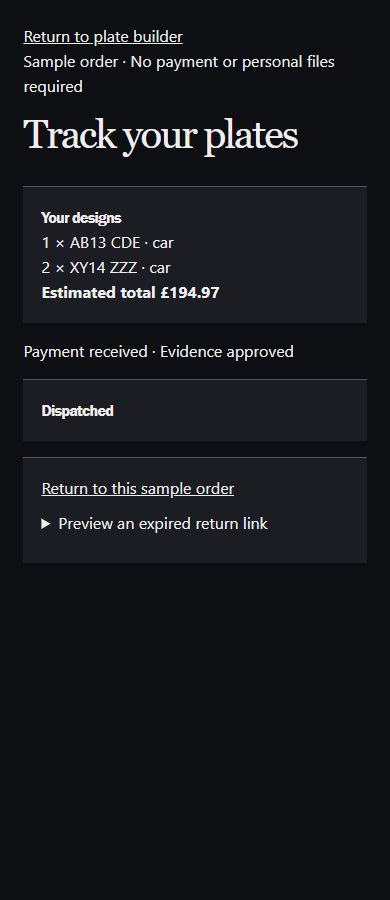 Return to plate builder
Sample order · No payment or personal files
required
Track your plates
Your designs
1 × AB13 CDE · car
2 × XY14 ZZZ · car
Estimated total £194.97
Payment received · Evidence approved
Dispatched
Return to this sample order
▶ Preview an expired return link